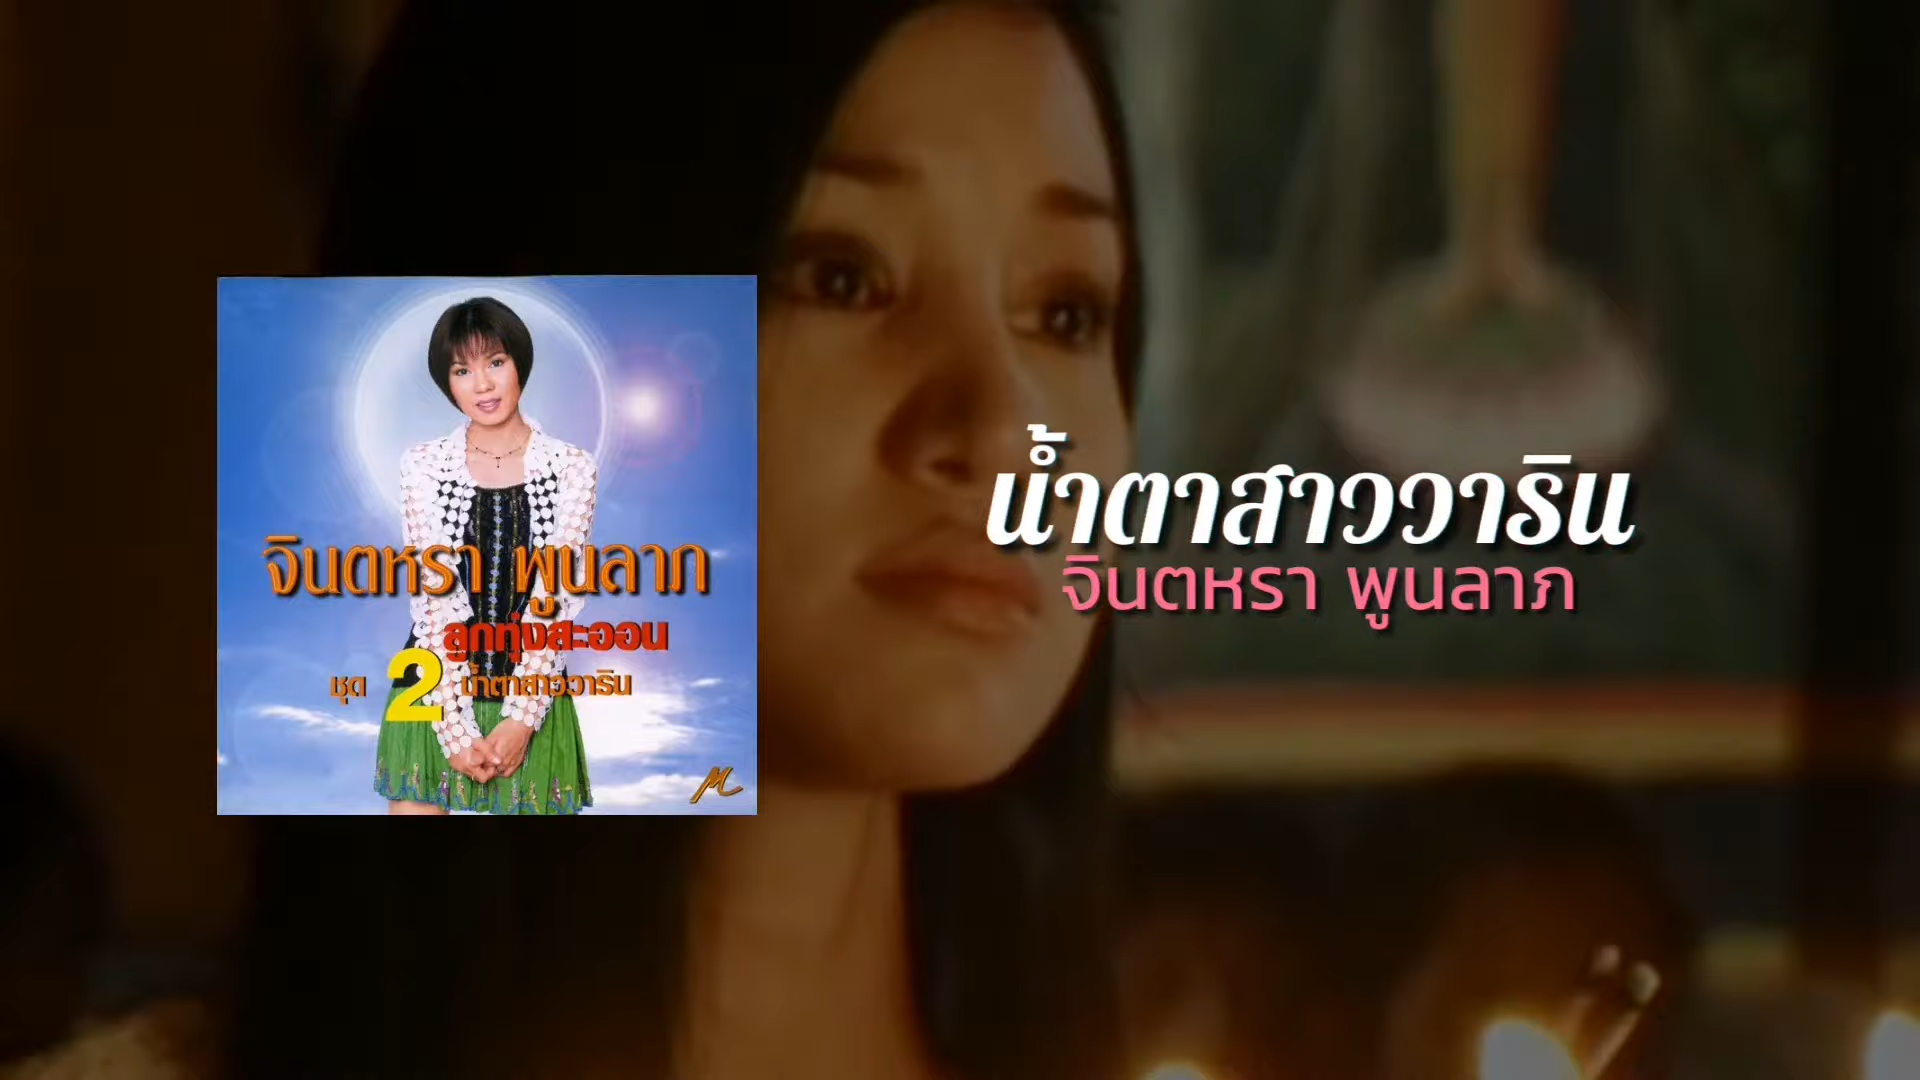 จินตหรา พูนลาภ
ลูกทุ่งสะออน
ชุด 2 น้ำตาสาววาริน
M
น้ำตาสาววาริน
จินตหรา พูนลาภ